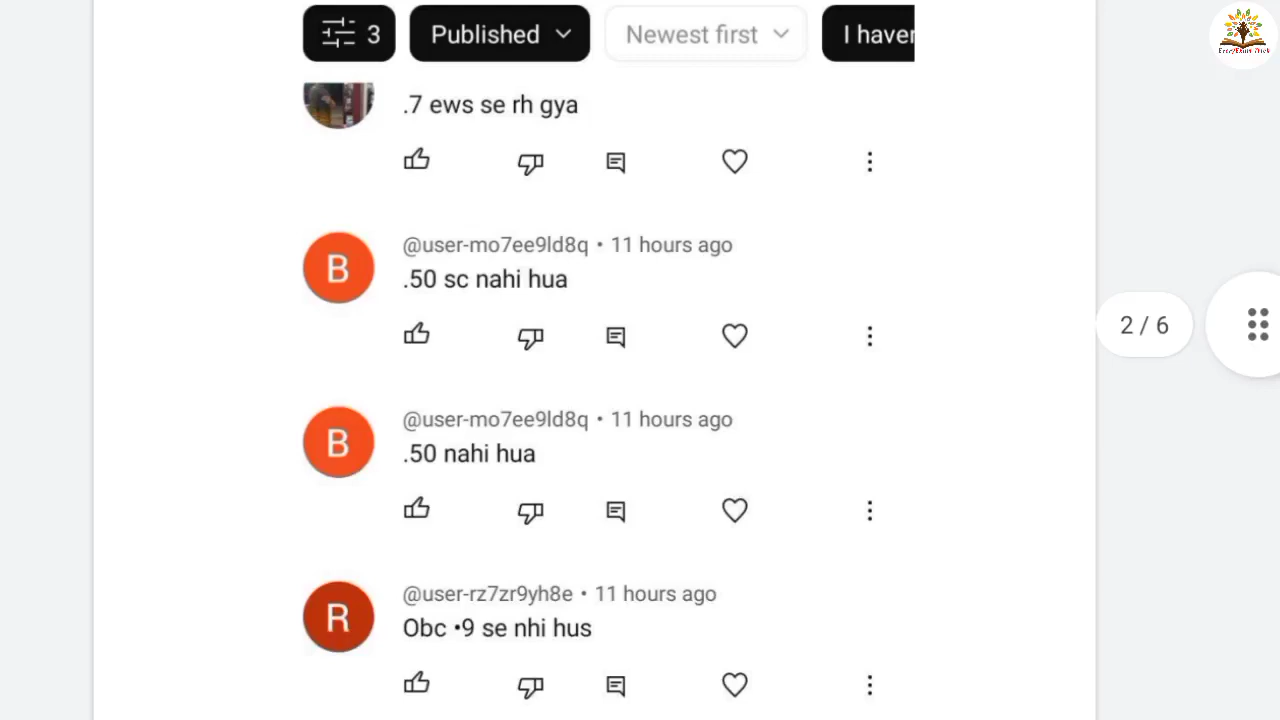 3
Published
Newest first
I haven
.7 ews se rh gya
@user-mo7ee9ld8q • 11 hours ago
.50 sc nahi hua
@user-mo7ee9ld8q • 11 hours ago
.50 nahi hua
@user-rz7zr9yh8e • 11 hours ago
Obc •9 se nhi hus
2 / 6
B
B
R